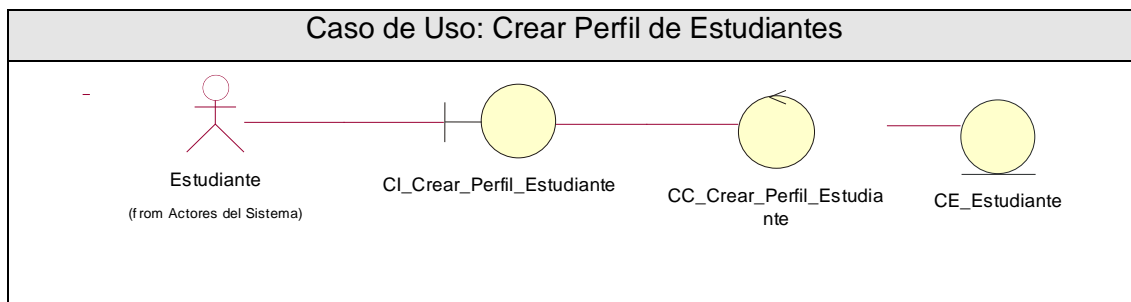 Caso de Uso: Crear Perfil de Estudiantes
Estudiante
(from Actores del Sistema)
CI_Crear_Perfil_Estudiante
CC_Crear_Perfil_Estudia
nte
CE_Estudiante